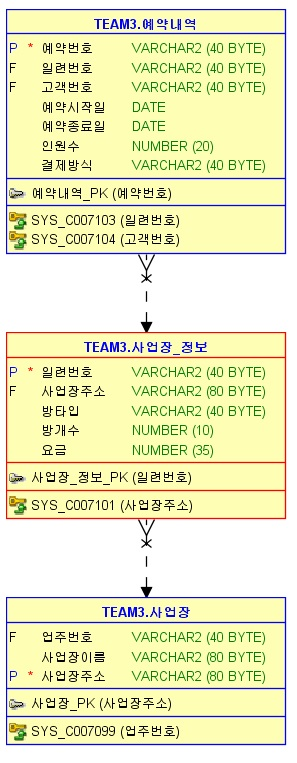 TEAM3.예약내역
P * 예약번호 VARCHAR2 (40 BYTE)
F 일련번호 VARCHAR2 (40 BYTE)
F 고객번호 VARCHAR2 (40 BYTE)
예약시작일 DATE
예약종료일 DATE
인원수 NUMBER (20)
결제방식 VARCHAR2 (40 BYTE)
예약내역_PK (예약번호)
SYS_C007103 (일련번호)
SYS_C007104 (고객번호)
TEAM3.사업장_정보
P * 일련번호 VARCHAR2 (40 BYTE)
F 사업장주소 VARCHAR2 (80 BYTE)
방타입 VARCHAR2 (40 BYTE)
방개수 NUMBER (10)
요금 NUMBER (35)
사업장_정보_PK (일련번호)
SYS_C007101 (사업장주소)
TEAM3.사업장
F 업주번호 VARCHAR2 (40 BYTE)
사업장이름 VARCHAR2 (80 BYTE)
P * 사업장주소 VARCHAR2 (80 BYTE)
사업장_PK (사업장주소)
SYS_C007099 (업주번호)